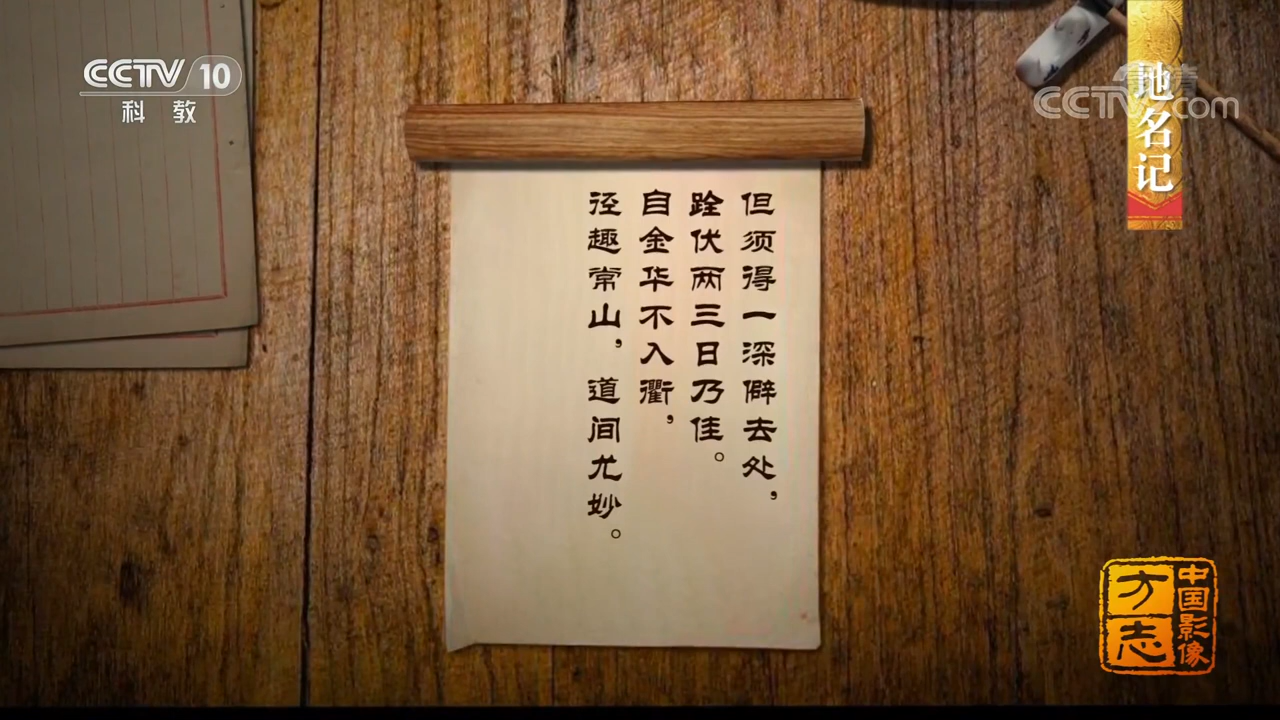 CCTV 10
科教
高清
CCTV.com
地名记
但须得一深僻去处，
跧伏两三日乃佳。
自金华不入衢，
径趣常山，道间尤妙。
中国影像
方志